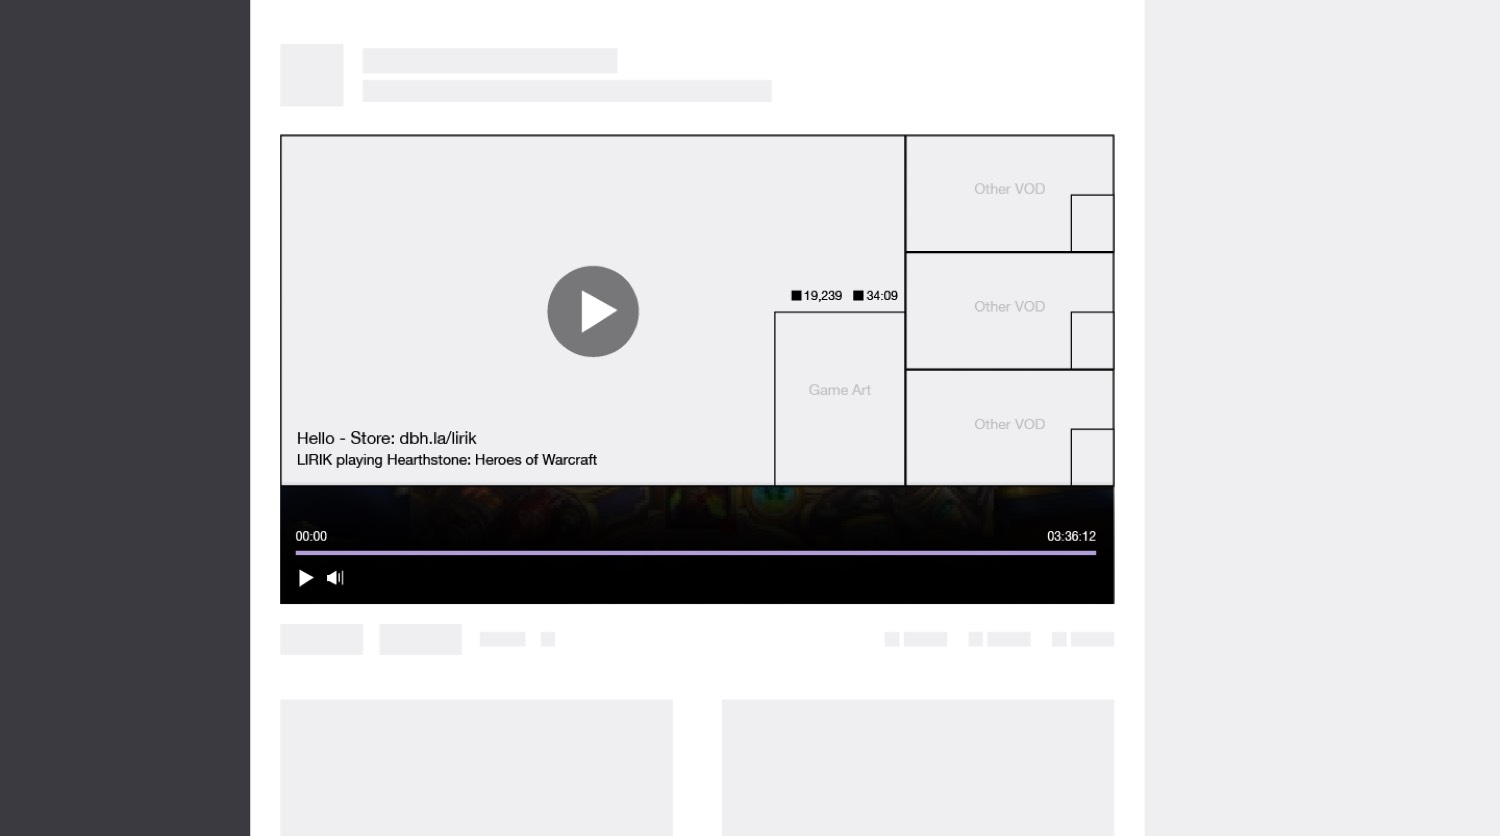 Other VOD
19,239 34:09
Other VOD
Game Art
Other VOD
Hello - Store: dbh.la/lirik
LIRIK playing Hearthstone: Heroes of Warcraft
00:00
03:36:12